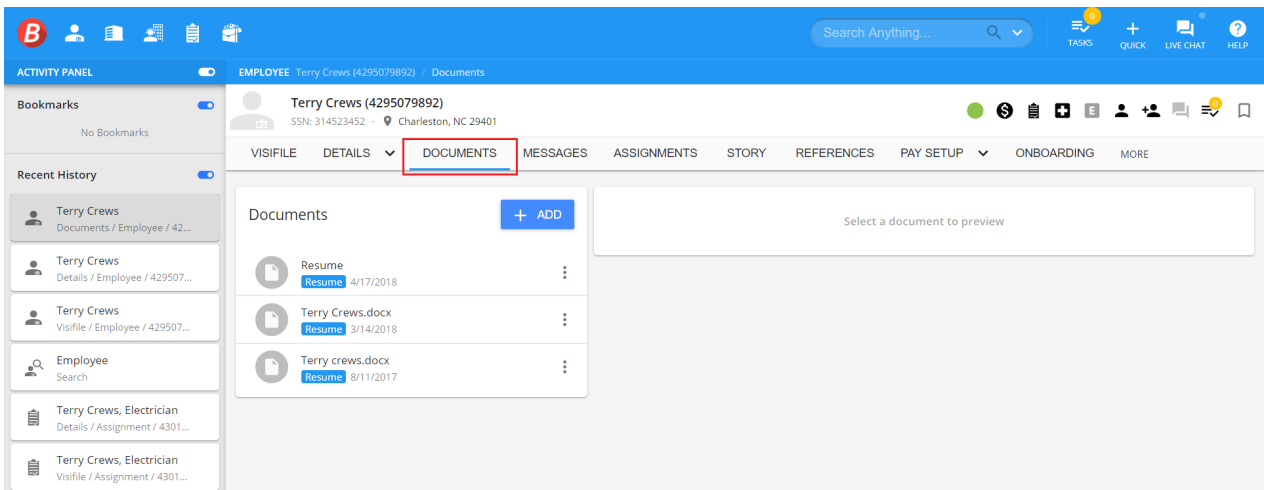 B
Search Anything...
0
TASKS
QUICK
LIVE CHAT
HELP
ACTIVITY PANEL
EMPLOYEE Terry Crews (4295079892) / Documents
Bookmarks
No Bookmarks
Terry Crews (4295079892)
SSN: 314523452 - Charleston, NC 29401
E
0
VISIFILE DETAILS DOCUMENTS MESSAGES ASSIGNMENTS STORY REFERENCES PAY SETUP ONBOARDING MORE
Recent History
Terry Crews
Documents / Employee / 42...
Terry Crews
Details / Employee / 429507...
Terry Crews
Visifile / Employee / 429507...
Employee
Search
Terry Crews, Electrician
Details / Assignment / 4301...
Terry Crews, Electrician
Visifile / Assignment / 4301...
Documents
+ ADD
Resume
Resume 4/17/2018
Terry Crews.docx
Resume 3/14/2018
Terry crews.docx
Resume 8/11/2017
Select a document to preview